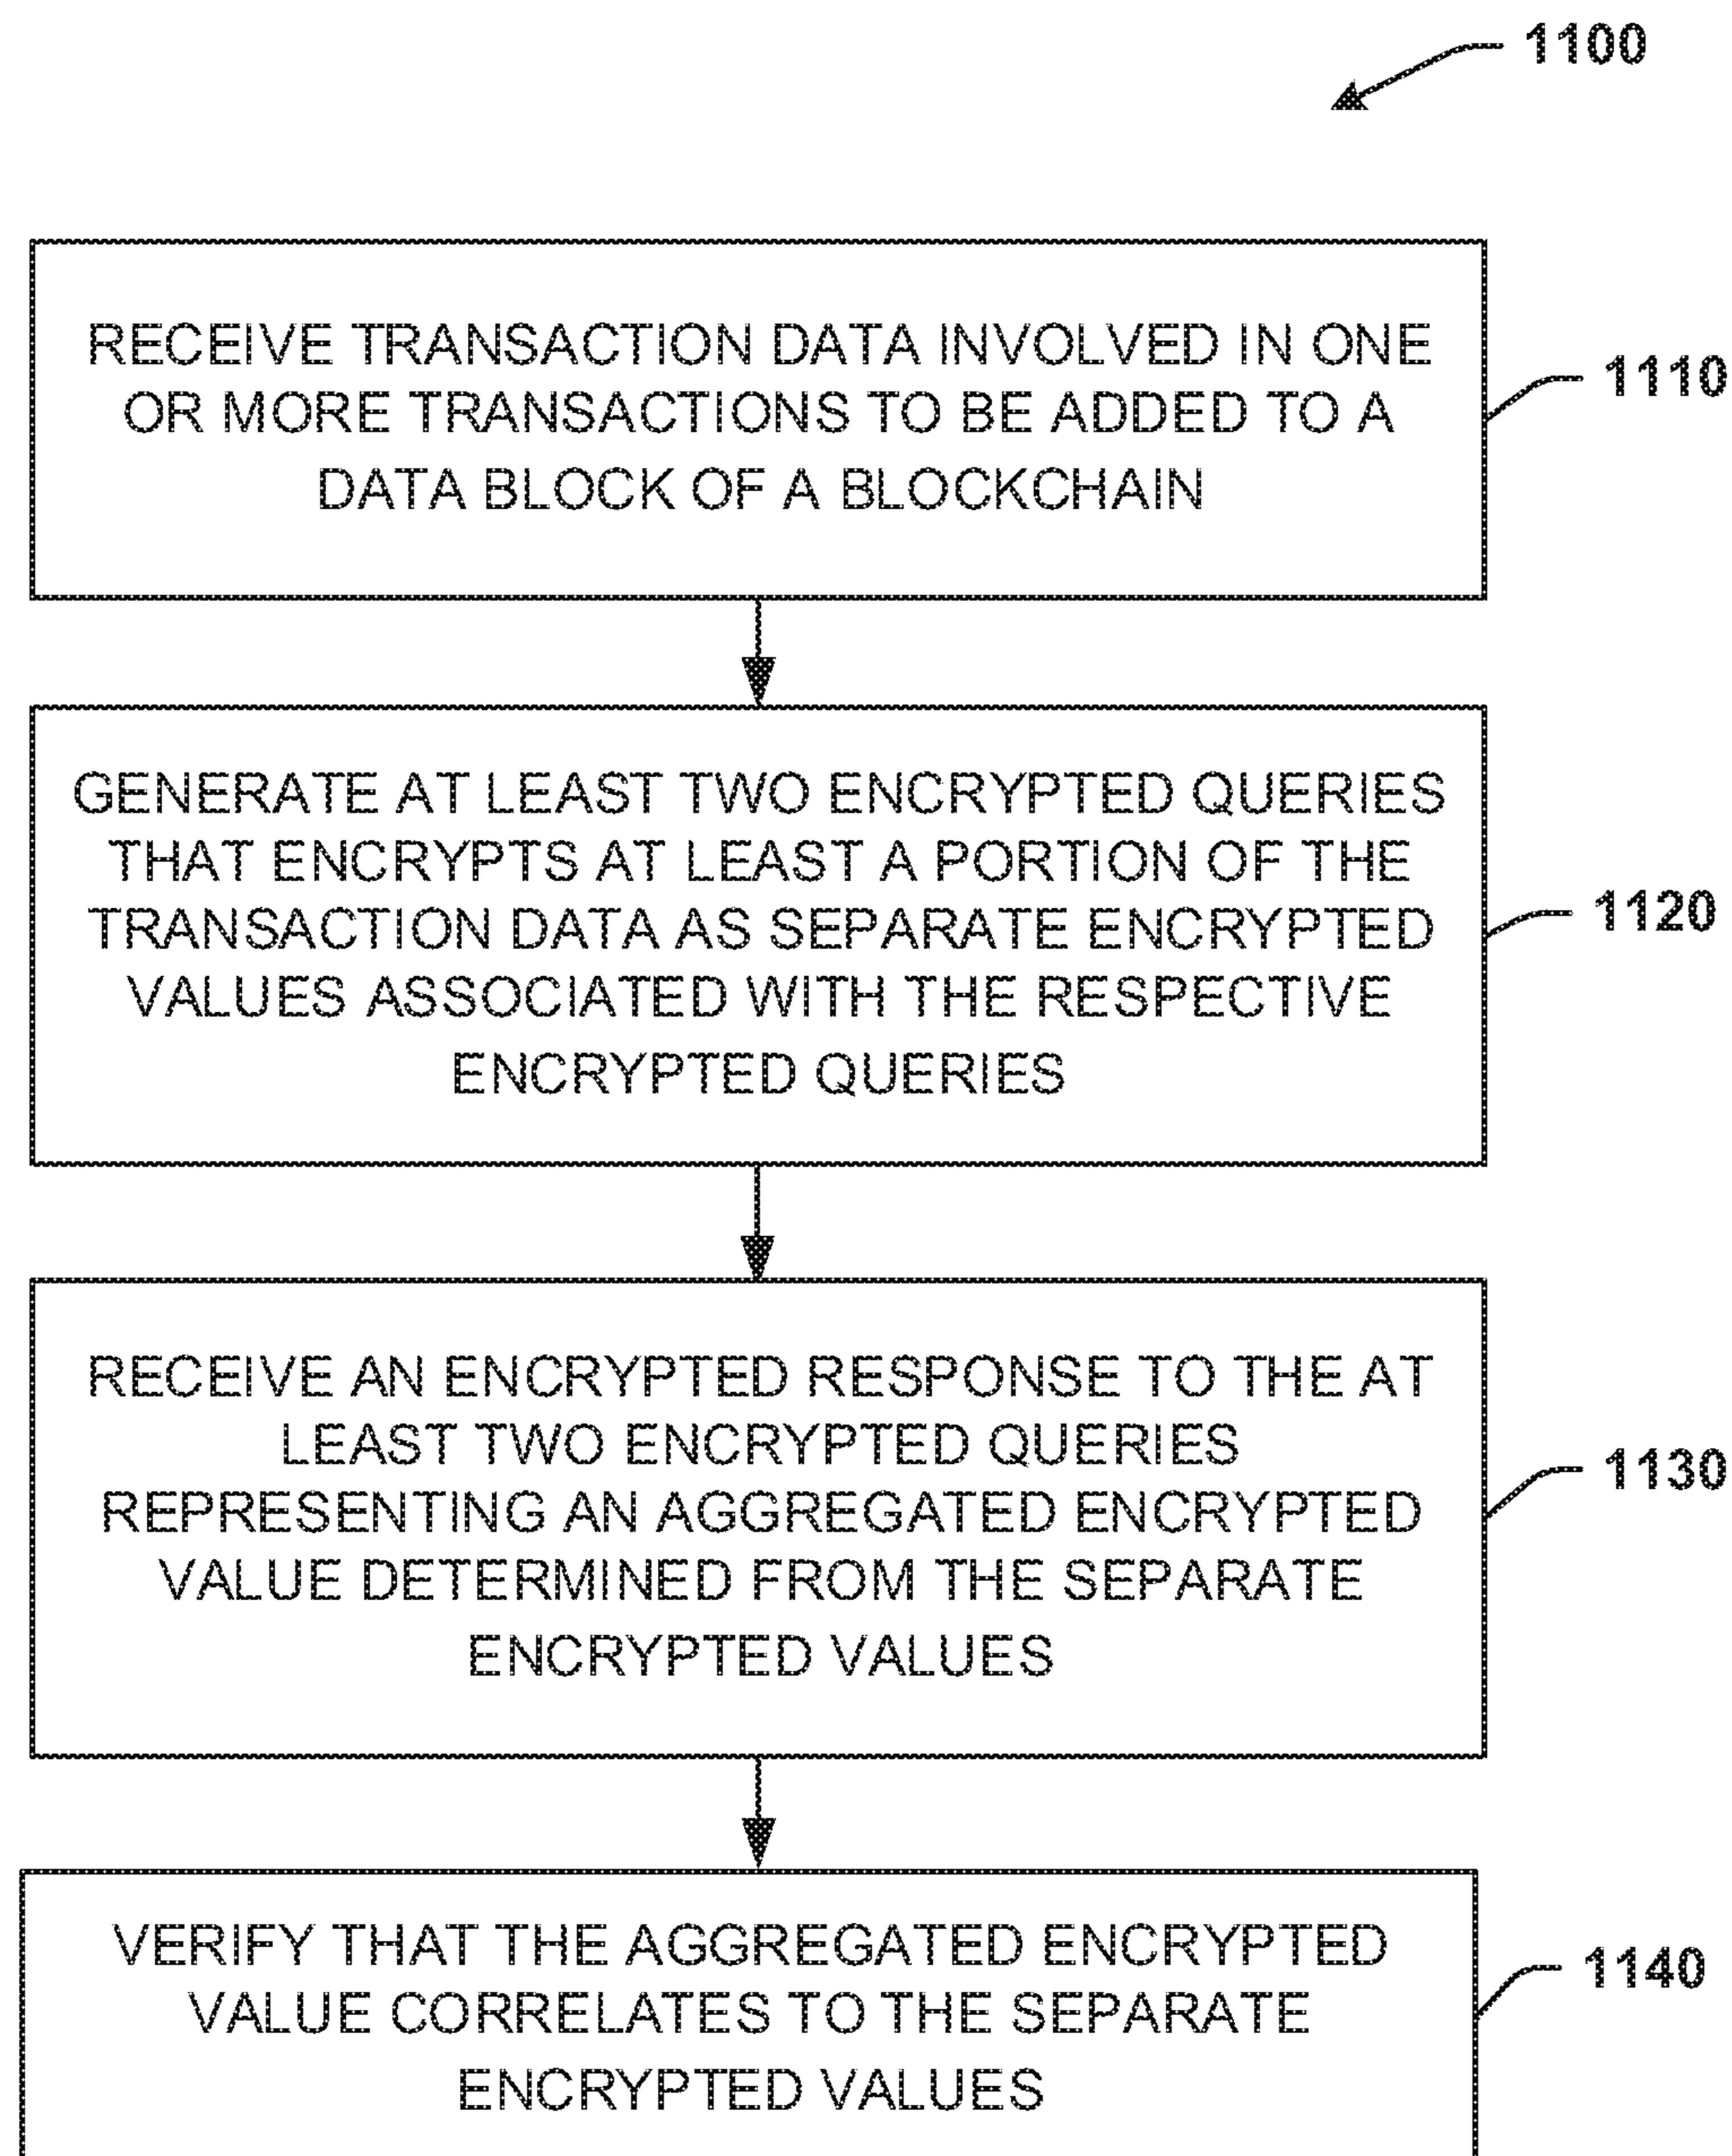 1100
RECEIVE TRANSACTION DATA INVOLVED IN ONE
OR MORE TRANSACTIONS TO BE ADDED TO A
DATA BLOCK OF A BLOCKCHAIN
1110
GENERATE AT LEAST TWO ENCRYPTED QUERIES
THAT ENCRYPTS AT LEAST A PORTION OF THE
TRANSACTION DATA AS SEPARATE ENCRYPTED
VALUES ASSOCIATED WITH THE RESPECTIVE
ENCRYPTED QUERIES
1120
RECEIVE AN ENCRYPTED RESPONSE TO THE AT
LEAST TWO ENCRYPTED QUERIES
REPRESENTING AN AGGREGATED ENCRYPTED
VALUE DETERMINED FROM THE SEPARATE
ENCRYPTED VALUES
1130
VERIFY THAT THE AGGREGATED ENCRYPTED
VALUE CORRELATES TO THE SEPARATE
ENCRYPTED VALUES
1140